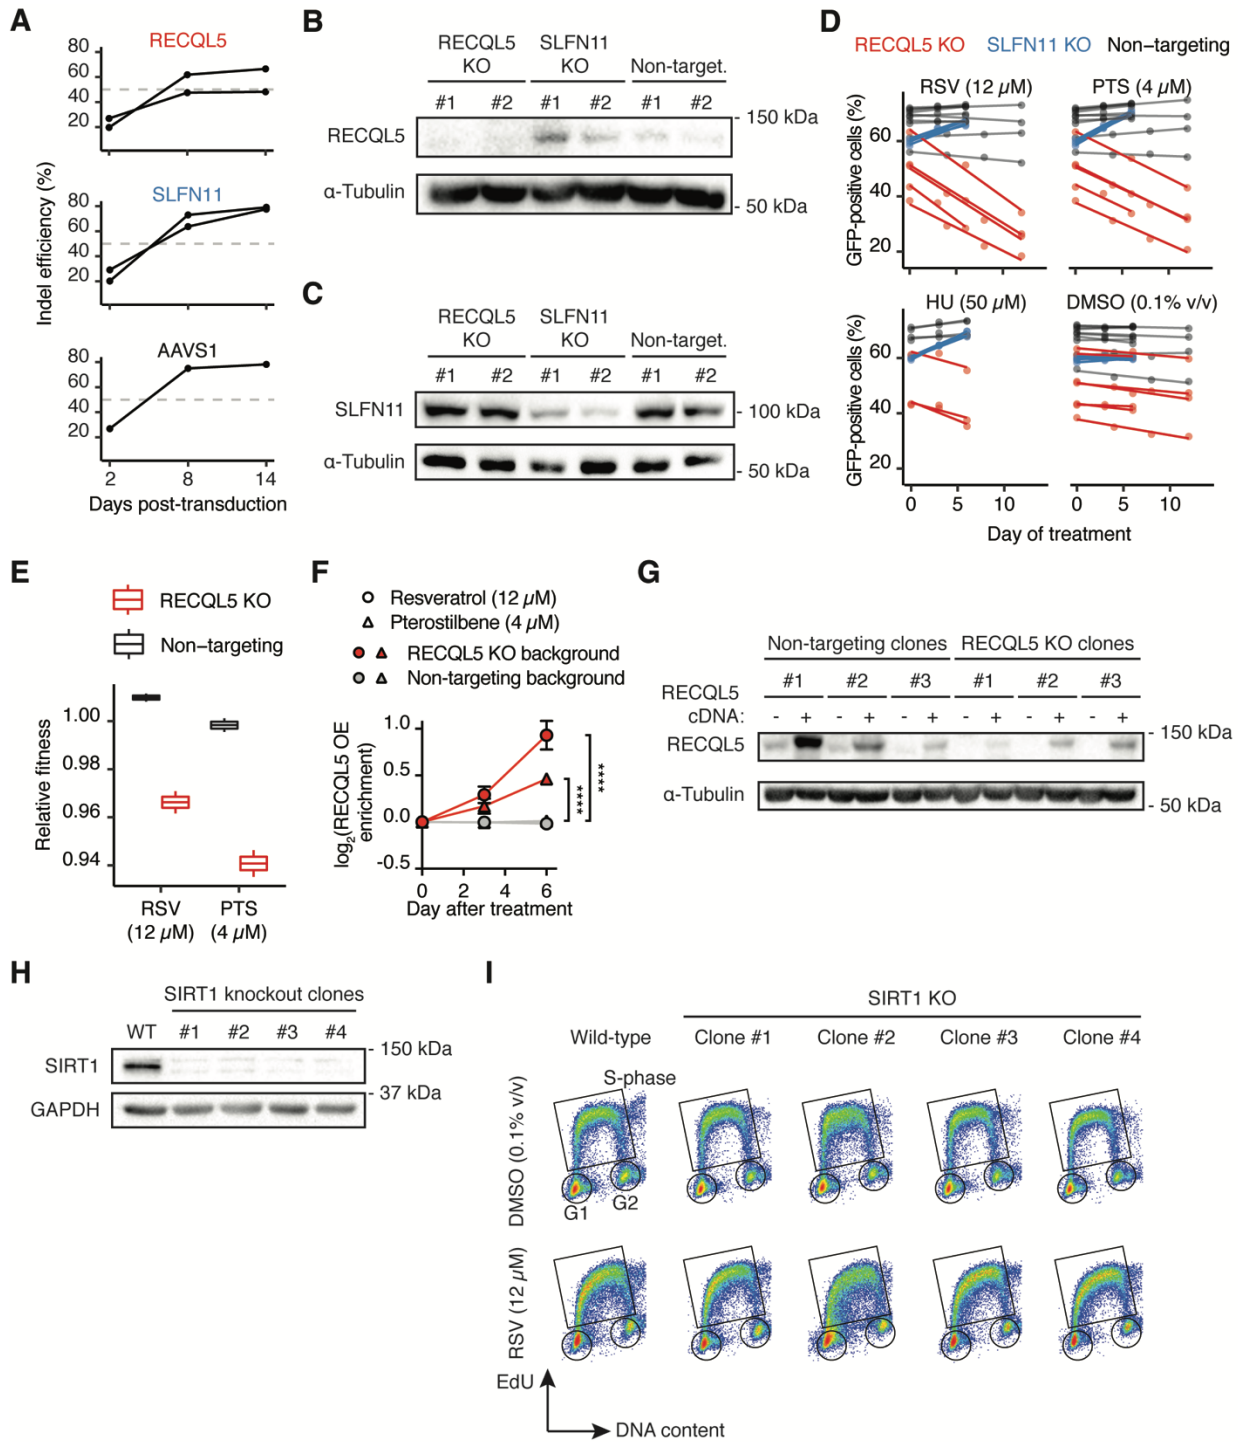 A
RECQL5
80
60
40
20
SLFN11
80
60
40
20
AAVS1
80
60
40
20
Indel efficiency (%)
2 8 14
Days post-transduction
B
RECQL5 KO SLFN11 KO Non-target.
#1 #2 #1 #2 #1 #2
RECQL5
- 150 kDa
α-Tubulin
- 50 kDa
C
RECQL5 KO SLFN11 KO Non-target.
#1 #2 #1 #2 #1 #2
SLFN11
- 100 kDa
α-Tubulin
- 50 kDa
D
RECQL5 KO SLFN11 KO Non−targeting
RSV (12 µM) PTS (4 µM)
GFP-positive cells (%)
60
40
20
HU (50 µM) DMSO (0.1% v/v)
GFP-positive cells (%)
60
40
20
0 5 10 0 5 10
Day of treatment
E
RECQL5 KO
Non−targeting
Relative fitness
1.00
0.98
0.96
0.94
RSV PTS
(12 µM) (4 µM)
F
Resveratrol (12 µM)
Pterostilbene (4 µM)
RECQL5 KO background
Non-targeting background
log2(RECQL5 OE
enrichment)
1.0
0.5
0.0
-0.5
****
****
0 2 4 6
Day after treatment
G
Non-targeting clones RECQL5 KO clones
#1 #2 #3 #1 #2 #3
RECQL5
cDNA: - + - + - + - + - + - +
RECQL5
- 150 kDa
α-Tubulin
- 50 kDa
H
SIRT1 knockout clones
WT #1 #2 #3 #4
SIRT1
- 150 kDa
GAPDH
- 37 kDa
I
SIRT1 KO
Wild-type Clone #1 Clone #2 Clone #3 Clone #4
DMSO (0.1% v/v)
S-phase
G1 G2
RSV (12 µM)
EdU
DNA content